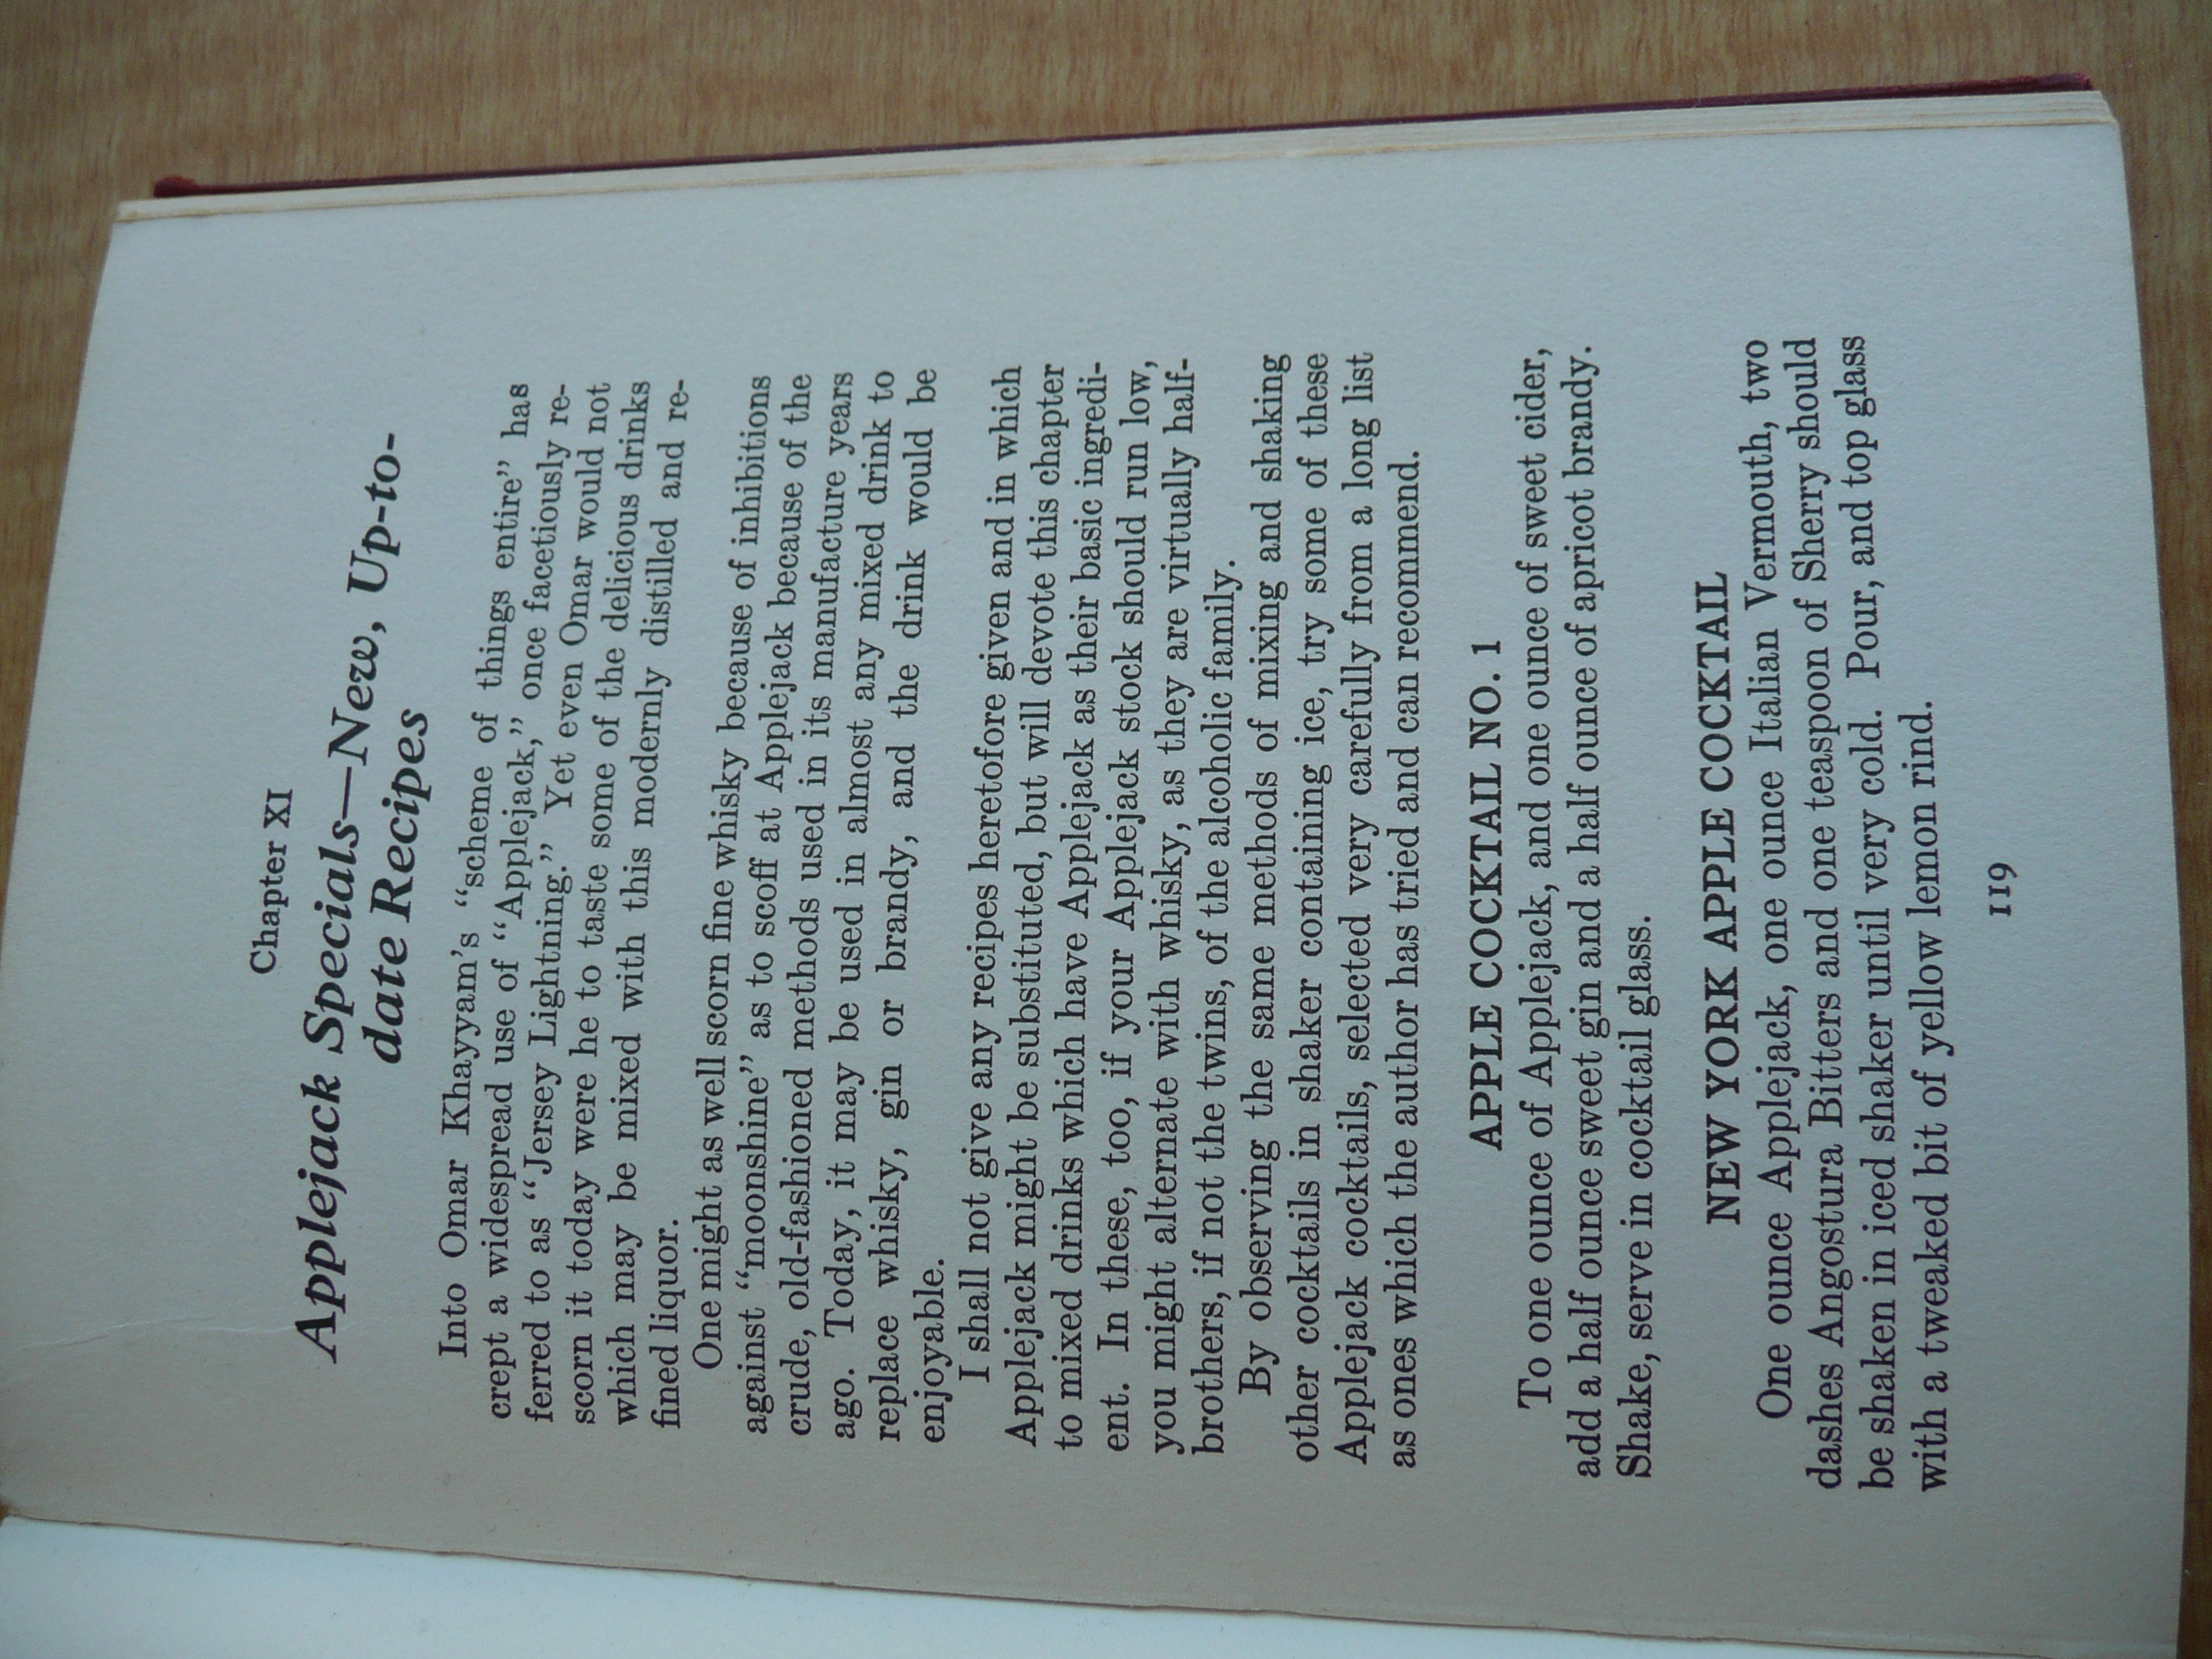 Chapter XI
Applejack Specials—New, Up-to-
date Recipes
Into Omar Khayyam's “scheme of things entire” has
crept a widespread use of “Applejack,” once facetiously re-
ferred to as “Jersey Lightning.” Yet even Omar would not
scorn it today were he to taste some of the delicious drinks
which may be mixed with this modernly distilled and re-
fined liquor.
One might as well scorn fine whisky because of inhibitions
against “moonshine” as to scoff at Applejack because of the
crude, old-fashioned methods used in its manufacture years
ago. Today, it may be used in almost any mixed drink to
replace whisky, gin or brandy, and the drink would be
enjoyable.
I shall not give any recipes heretofore given and in which
Applejack might be substituted, but will devote this chapter
to mixed drinks which have Applejack as their basic ingredi-
ent. In these, too, if your Applejack stock should run low,
you might alternate with whisky, as they are virtually half-
brothers, if not the twins, of the alcoholic family.
By observing the same methods of mixing and shaking
other cocktails in shaker containing ice, try some of these
Applejack cocktails, selected very carefully from a long list
as ones which the author has tried and can recommend.
APPLE COCKTAIL NO. 1
To one ounce of Applejack, and one ounce of sweet cider,
add a half ounce sweet gin and a half ounce of apricot brandy.
Shake, serve in cocktail glass.
NEW YORK APPLE COCKTAIL
One ounce Applejack, one ounce Italian Vermouth, two
dashes Angostura Bitters and one teaspoon of Sherry should
be shaken in iced shaker until very cold. Pour, and top glass
with a tweaked bit of yellow lemon rind.
119